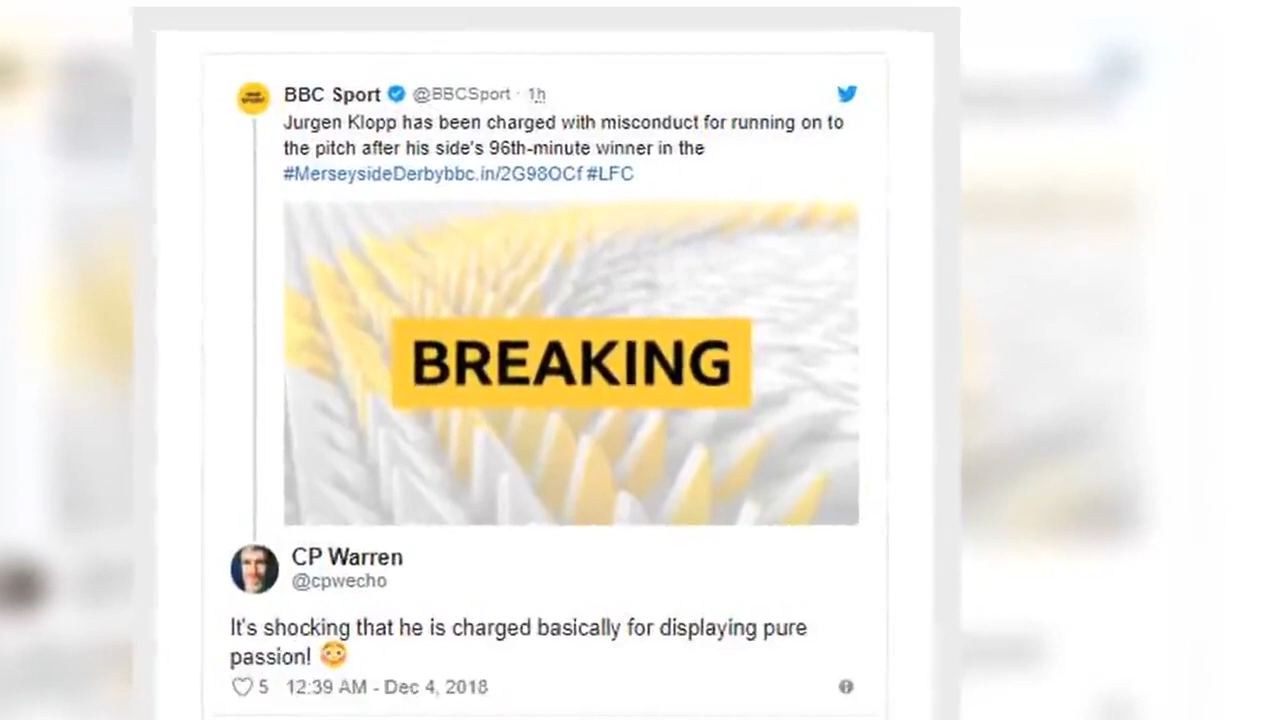 BBC Sport @BBCSport · 1h
Jurgen Klopp has been charged with misconduct for running on to
the pitch after his side's 96th-minute winner in the
#MerseysideDerbybbc.in/2G98OCf #LFC
BREAKING
CP Warren
@cpwecho
It's shocking that he is charged basically for displaying pure
passion! 😳
5 12:39 AM - Dec 4, 2018